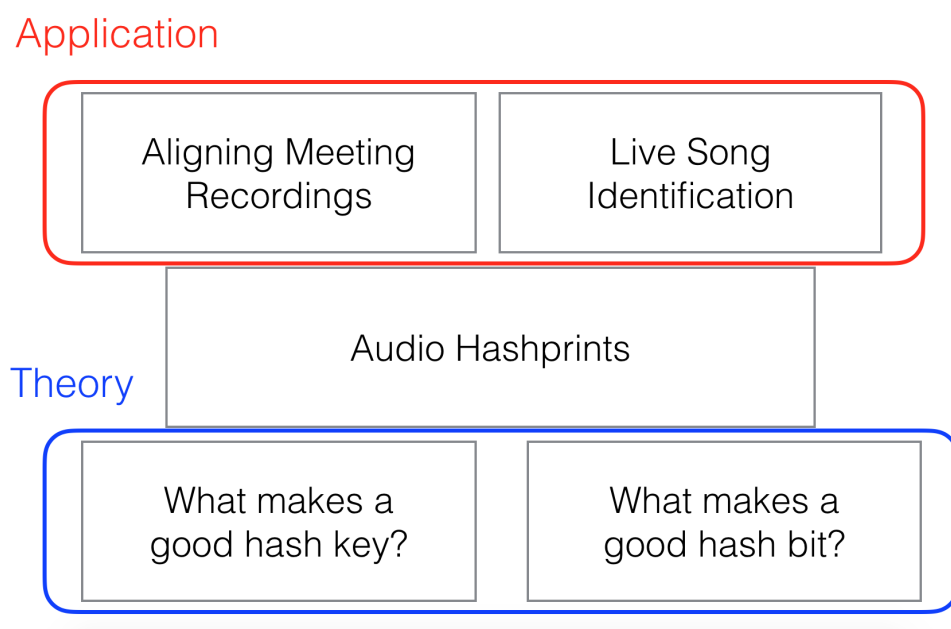 Application
Aligning Meeting
Recordings
Live Song
Identification
Audio Hashprints
Theory
What makes a
good hash key?
What makes a
good hash bit?